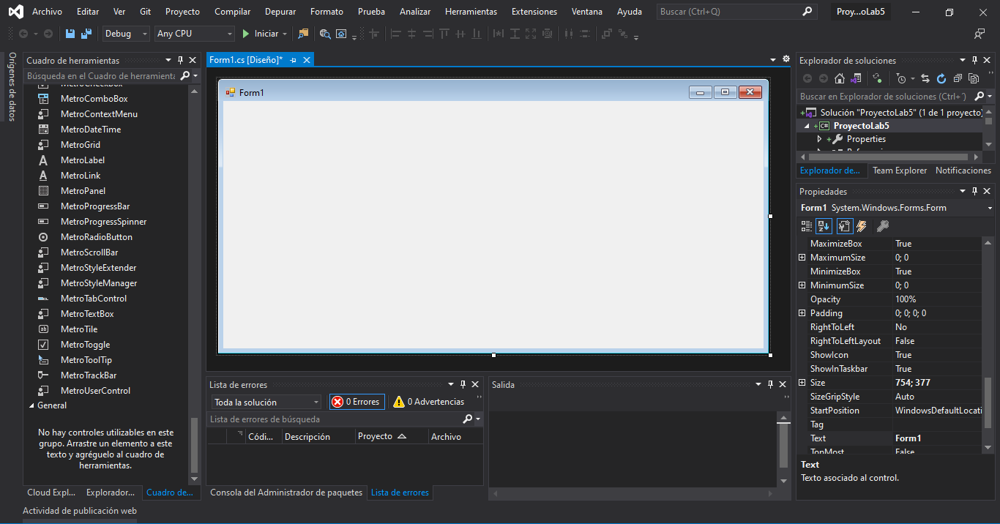 Archivo Editar Ver Git Proyecto Compilar Depurar Formato Prueba Analizar Herramientas Extensiones Ventana Ayuda Buscar (Ctrl+Q) Proy...oLab5
Debug Any CPU Iniciar
Orígenes de datos
Cuadro de herramientas
Búsqueda en el Cuadro de herramienta
MetroCheckBox
MetroComboBox
MetroContextMenu
MetroDateTime
MetroGrid
MetroLabel
MetroLink
MetroPanel
MetroProgressBar
MetroProgressSpinner
MetroRadioButton
MetroScrollBar
MetroStyleExtender
MetroStyleManager
MetroTabControl
MetroTextBox
MetroTile
MetroToggle
MetroToolTip
MetroTrackBar
MetroUserControl
General
No hay controles utilizables en este
grupo. Arrastre un elemento a este
texto y agréguelo al cuadro de
herramientas.
Cloud Expl... Explorador... Cuadro de...
Actividad de publicación web
Form1.cs [Diseño]*
Form1
Lista de errores
Toda la solución 0 Errores 0 Advertencias
Lista de errores de búsqueda
Códi... Descripción Proyecto Archivo
Consola del Administrador de paquetes Lista de errores
Salida
Explorador de soluciones
Buscar en Explorador de soluciones (Ctrl+´)
Solución "ProyectoLab5" (1 de 1 proyecto)
C# ProyectoLab5
Properties
Explorador de... Team Explorer Notificaciones
Propiedades
Form1 System.Windows.Forms.Form
MaximizeBox True
MaximumSize 0; 0
MinimizeBox True
MinimumSize 0; 0
Opacity 100%
Padding 0; 0; 0; 0
RightToLeft No
RightToLeftLayout False
ShowIcon True
ShowInTaskbar True
Size 754; 377
SizeGripStyle Auto
StartPosition WindowsDefaultLocati
Tag
Text Form1
TopMost False
Text
Texto asociado al control.